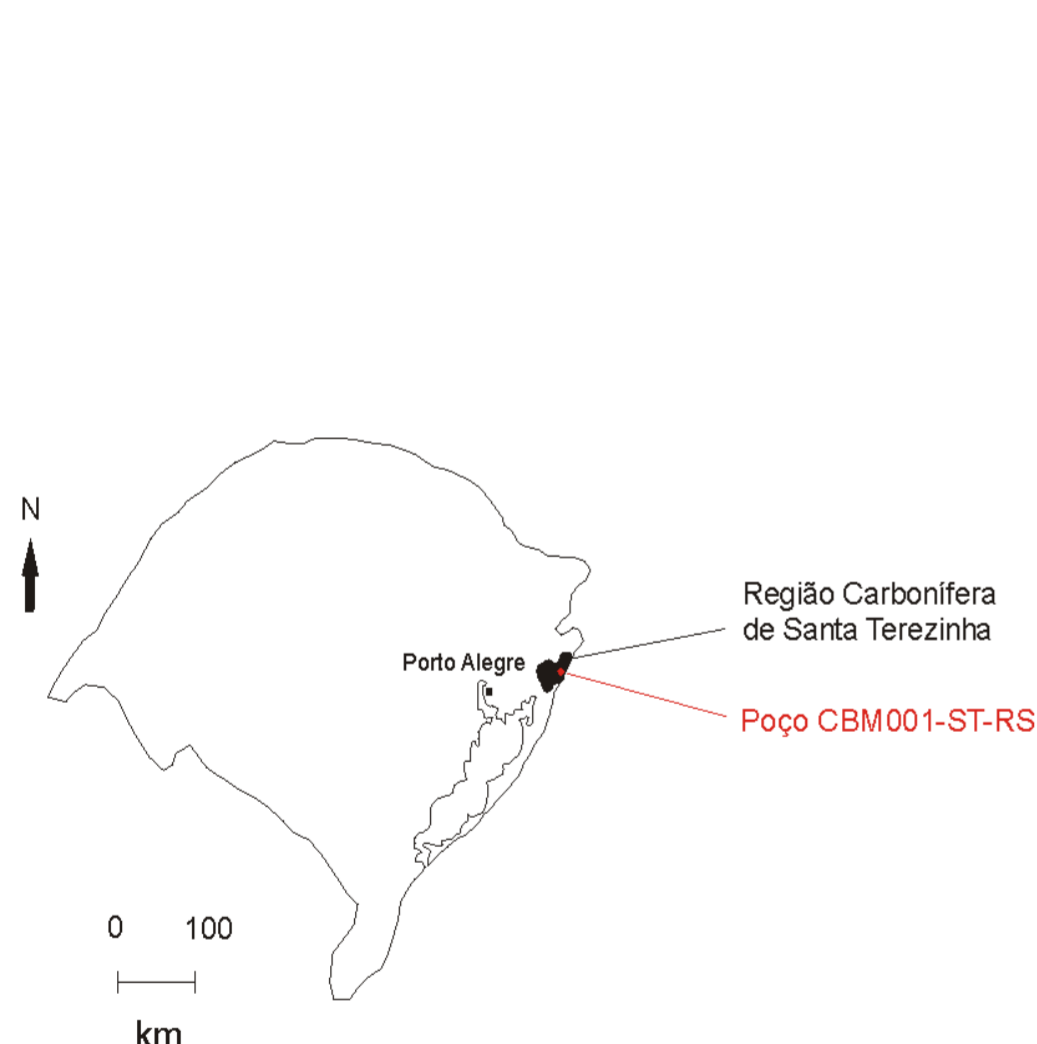 N
Região Carbonífera
de Santa Terezinha
Porto Alegre
Poço CBM001-ST-RS
0 100
km